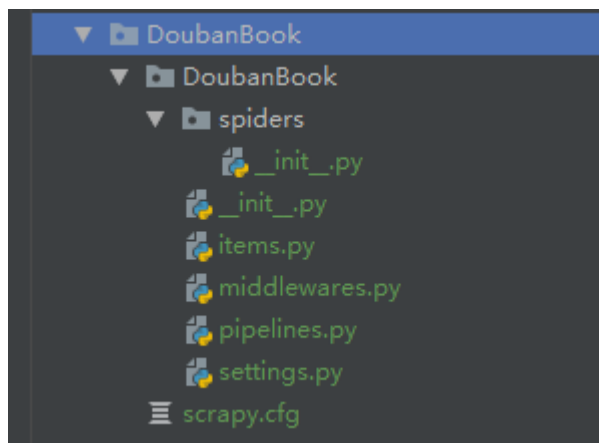 DoubanBook
DoubanBook
spiders
__init__.py
__init__.py
items.py
middlewares.py
pipelines.py
settings.py
scrapy.cfg